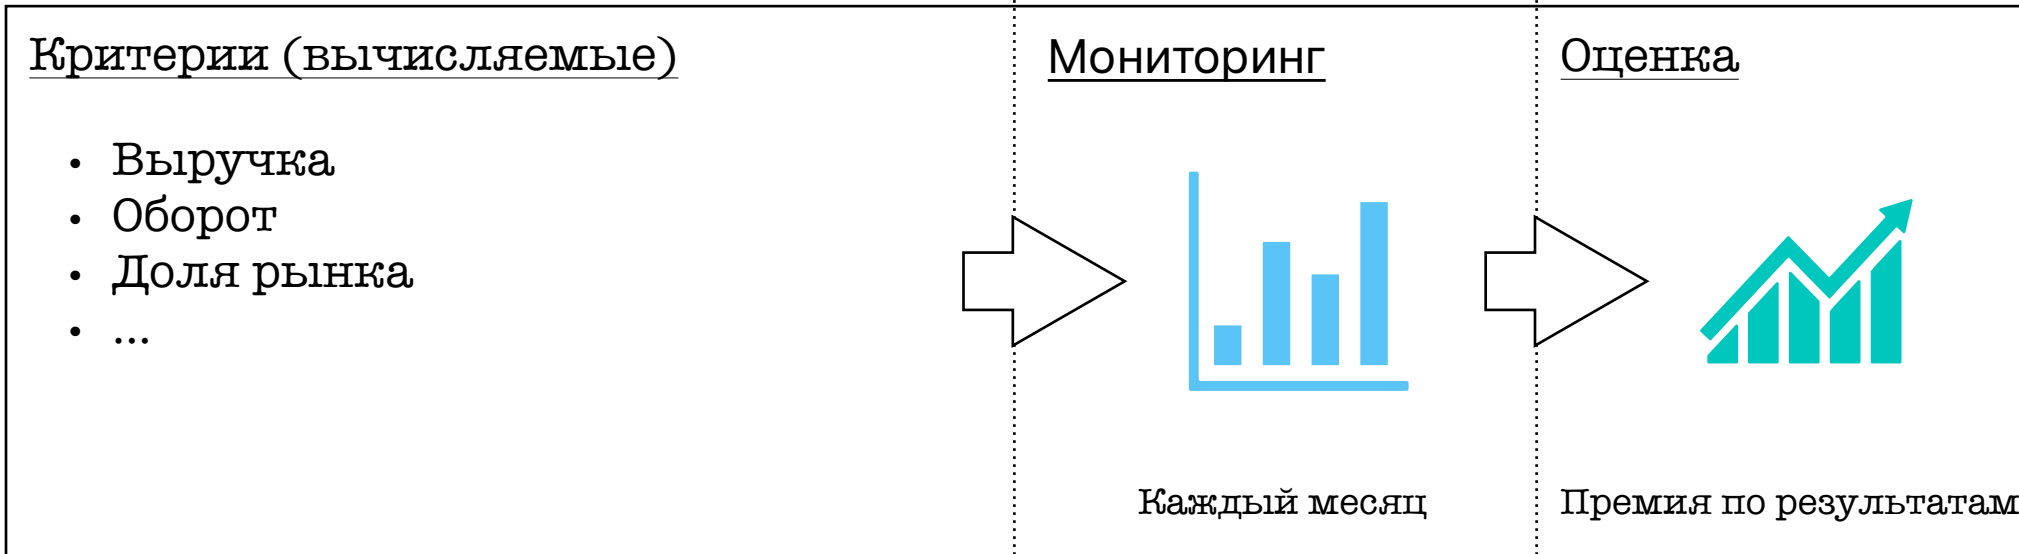 Критерии (вычисляемые)
• Выручка
• Оборот
• Доля рынка
• ...
Мониторинг
Каждый месяц
Оценка
Премия по результатам